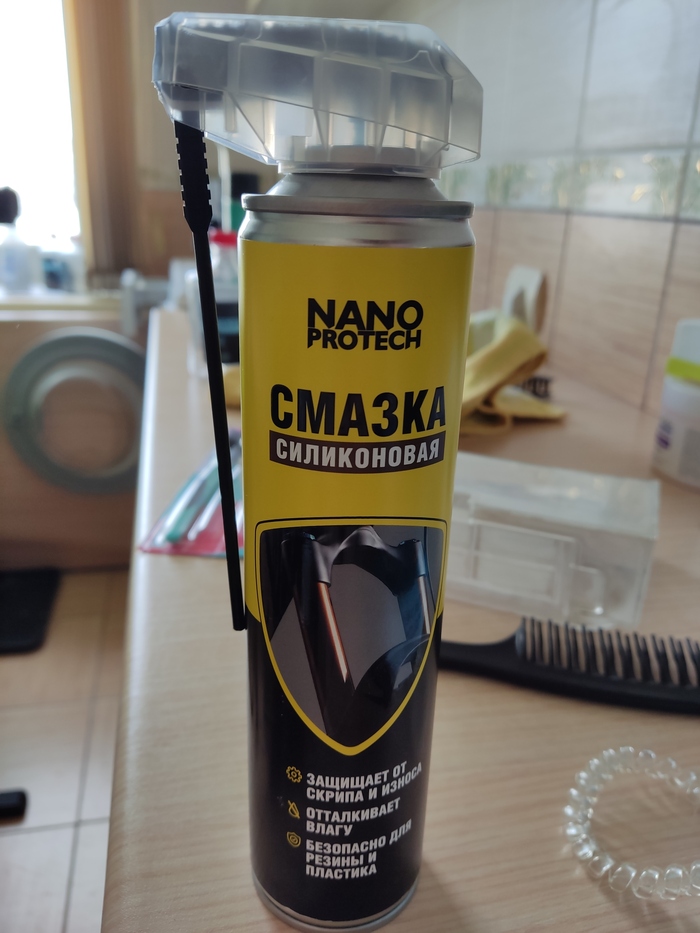 NANO
PROTECH
СМАЗКА
СИЛИКОНОВАЯ
ЗАЩИЩАЕТ ОТ
СКРИПА И ИЗНОСА
ОТТАЛКИВАЕТ
ВЛАГУ
БЕЗОПАСНО ДЛЯ
РЕЗИНЫ И
ПЛАСТИКА